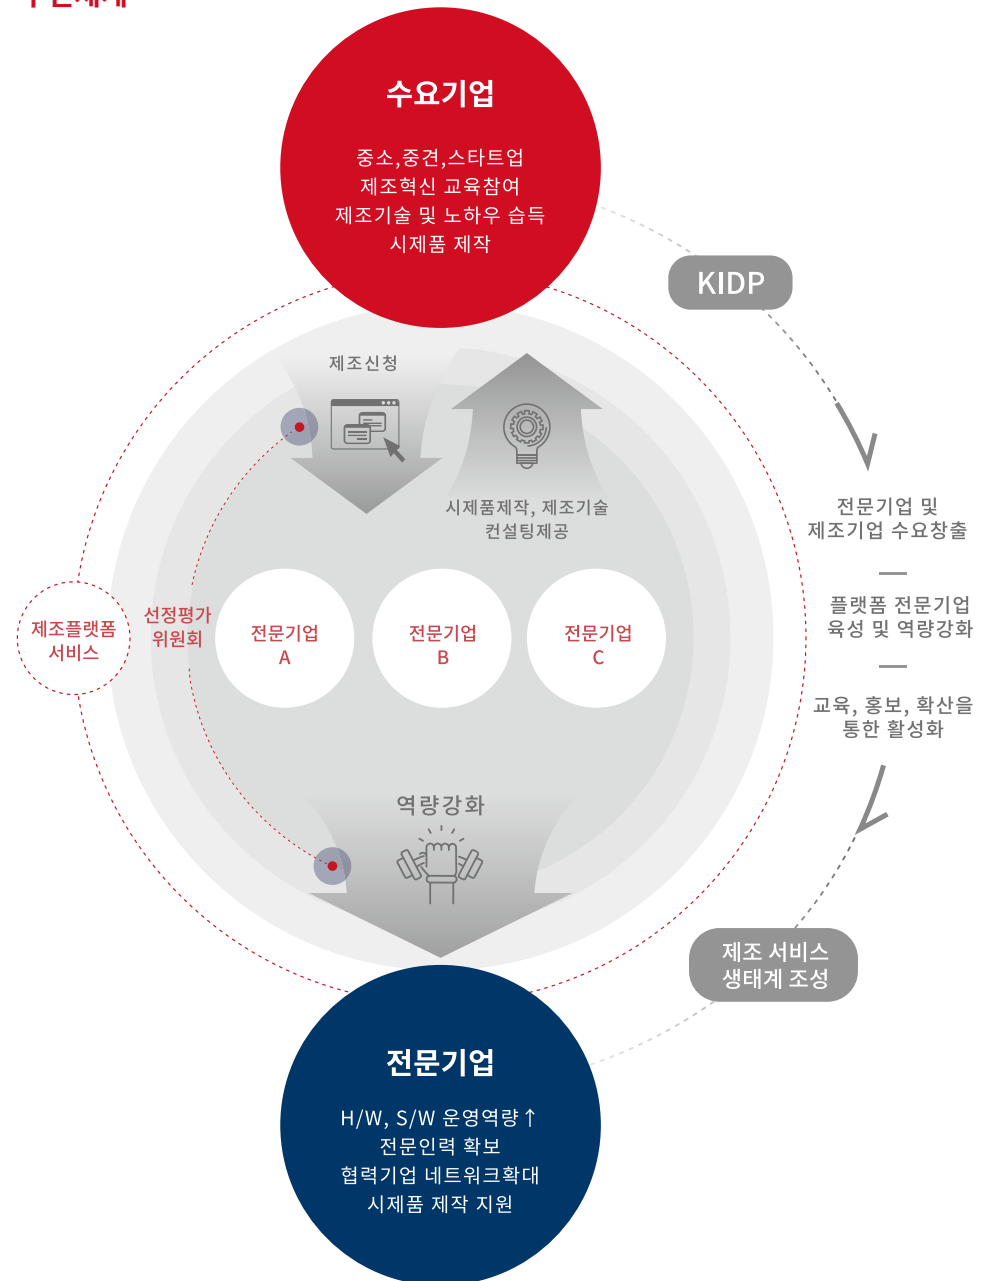 수요기업
중소,중견,스타트업
제조혁신 교육참여
제조기술 및 노하우 습득
시제품 제작
KIDP
제조신청
시제품제작, 제조기술
컨설팅제공
전문기업 및
제조기업 수요창출
플랫폼 전문기업
육성 및 역량강화
교육, 홍보, 확산을
통한 활성화
제조플랫폼
서비스
선정평가
위원회
전문기업
A
전문기업
B
전문기업
C
역량강화
제조 서비스
생태계 조성
전문기업
H/W, S/W 운영역량↑
전문인력 확보
협력기업 네트워크확대
시제품 제작 지원